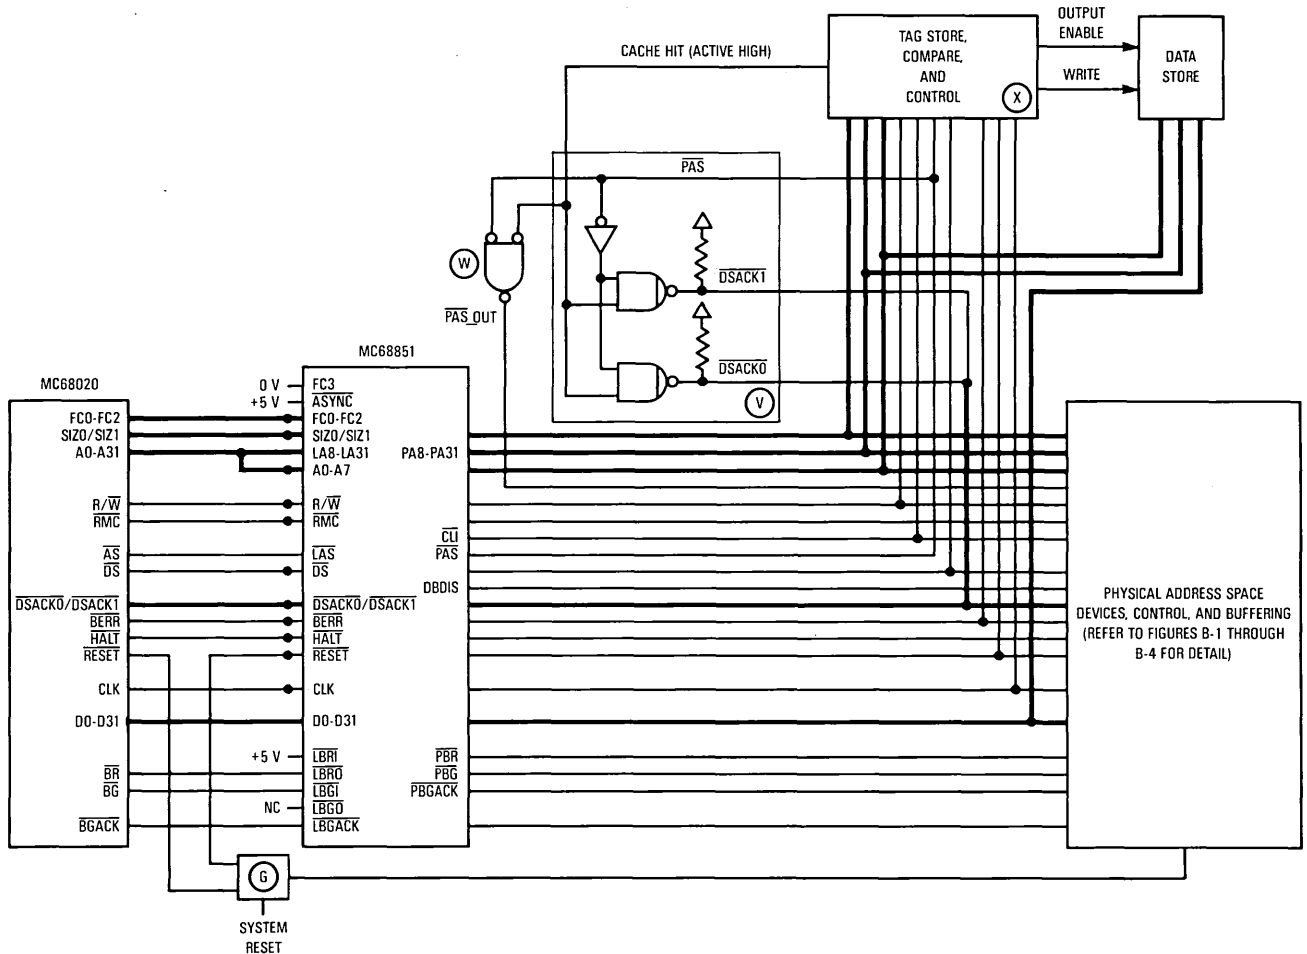 OUTPUT
ENABLE
TAG STORE,
COMPARE,
AND
CONTROL
X
CACHE HIT (ACTIVE HIGH)
WRITE
DATA
STORE
PAS
W
DSACK1
PAS_OUT
DSACK0
V
MC68020
MC68851
0 V
FC3
+5 V
ASYNC
FC0-FC2
FC0-FC2
SIZ0/SIZ1
SIZ0/SIZ1
A0-A31
LA8-LA31
PA8-PA31
A0-A7
R/W
R/W
RMC
RMC
CLI
AS
LAS
PAS
DS
DS
DBDIS
DSACK0/DSACK1
DSACK0/DSACK1
BERR
BERR
HALT
HALT
RESET
RESET
CLK
CLK
D0-D31
D0-D31
+5 V
LBRI
PBR
BR
LBRO
PBG
BG
LBGI
PBGACK
NC
LBGO
BGACK
LBGACK
PHYSICAL ADDRESS SPACE
DEVICES, CONTROL, AND BUFFERING
(REFER TO FIGURES B-1 THROUGH
B-4 FOR DETAIL)
G
SYSTEM
RESET